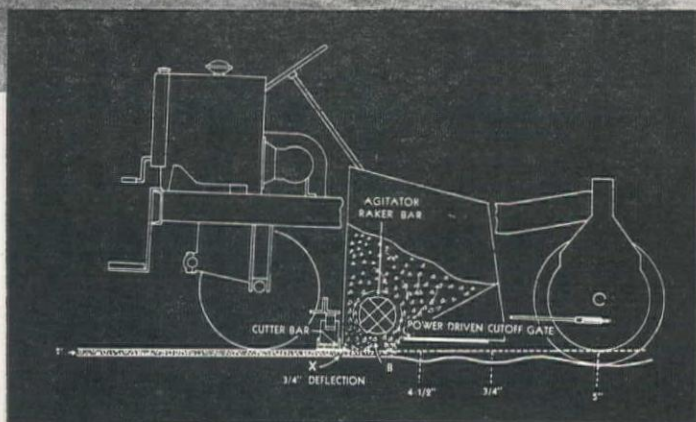 AGITATOR
RAKER BAR
CUTTER BAR
POWER DRIVEN CUTOFF GATE
1"
X
B
3/4" DEFLECTION
4-1/2"
3/4"
5"
C